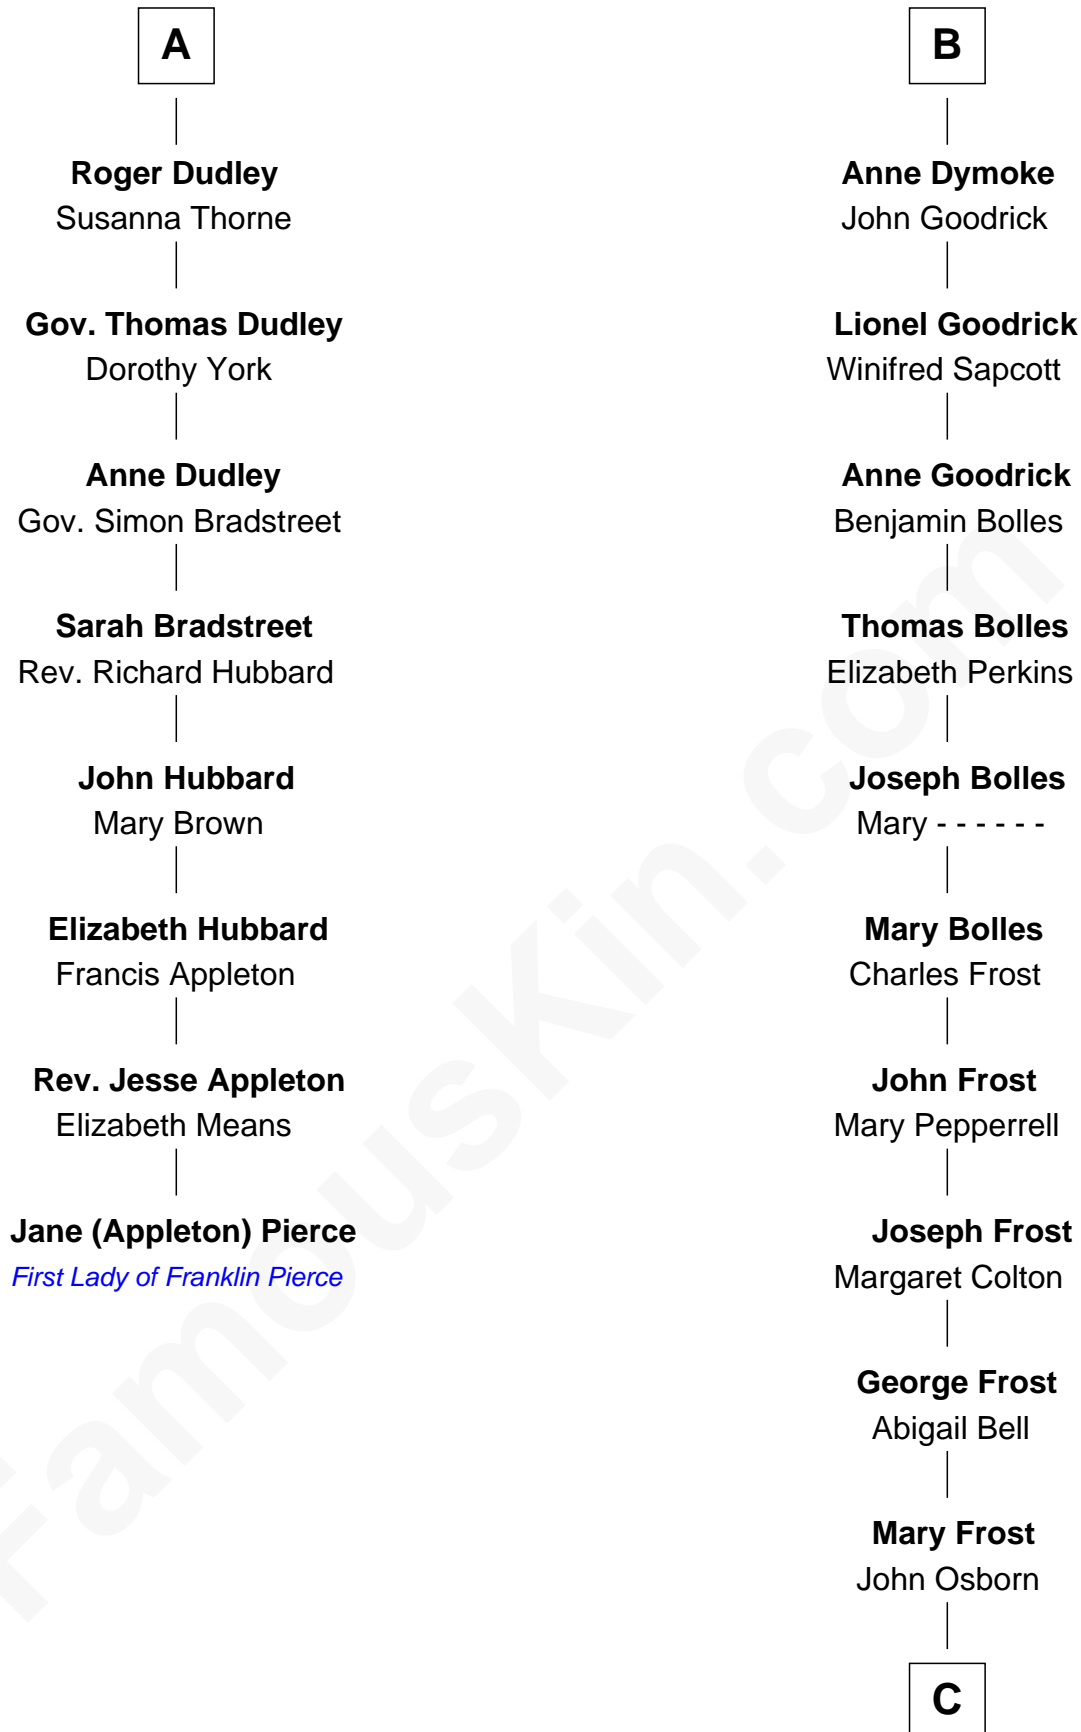 A
Roger Dudley
Susanna Thorne
Gov. Thomas Dudley
Dorothy York
Anne Dudley
Gov. Simon Bradstreet
Sarah Bradstreet
Rev. Richard Hubbard
John Hubbard
Mary Brown
Elizabeth Hubbard
Francis Appleton
Rev. Jesse Appleton
Elizabeth Means
Jane (Appleton) Pierce
First Lady of Franklin Pierce
B
Anne Dymoke
John Goodrick
Lionel Goodrick
Winifred Sapcott
Anne Goodrick
Benjamin Bolles
Thomas Bolles
Elizabeth Perkins
Joseph Bolles
Mary - - - - - -
Mary Bolles
Charles Frost
John Frost
Mary Pepperrell
Joseph Frost
Margaret Colton
George Frost
Abigail Bell
Mary Frost
John Osborn
C
FamousKin.com